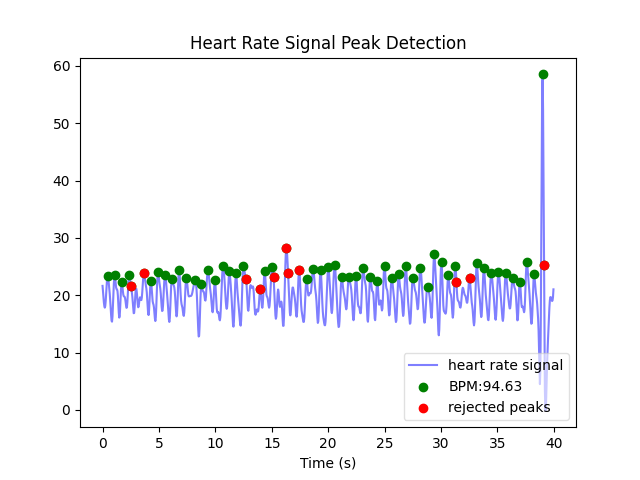 Heart Rate Signal Peak Detection
60
50
40
30
20
10
0
heart rate signal
BPM:94.63
rejected peaks
0 5 10 15 20 25 30 35 40
Time (s)